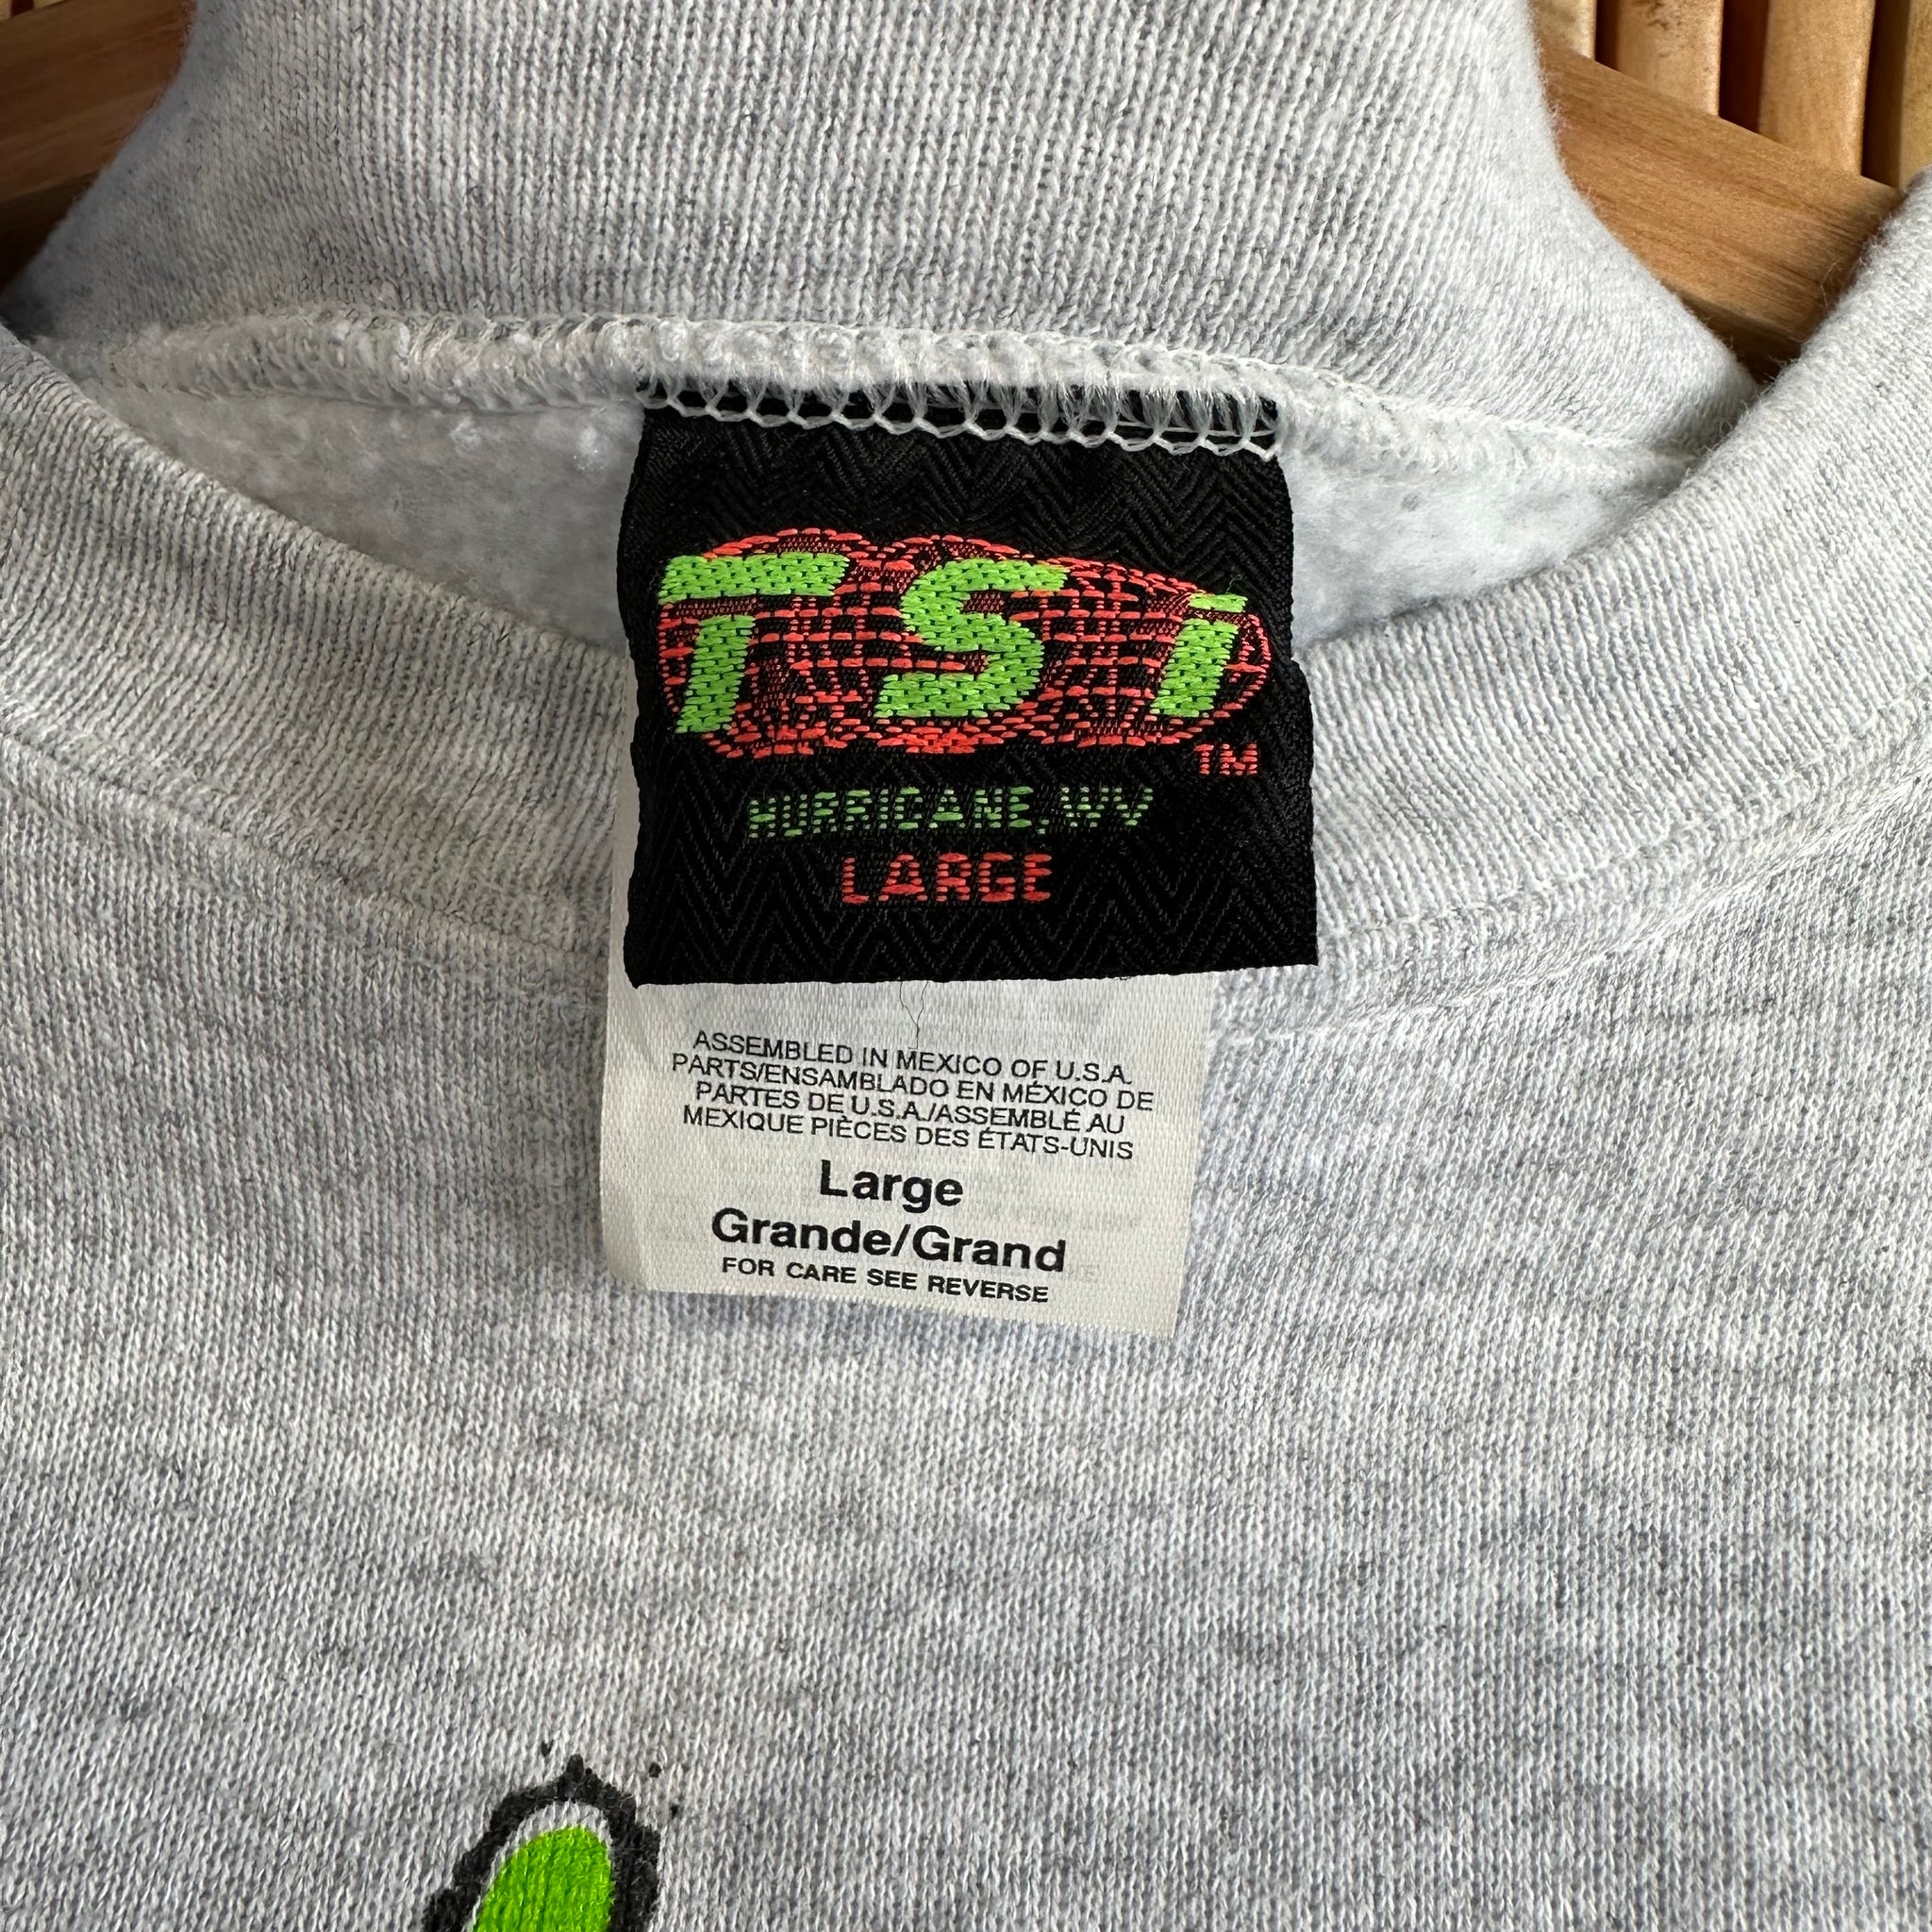 TSi
TM
HURRICANE, WV
LARGE
ASSEMBLED IN MEXICO OF U.S.A.
PARTS/ENSAMBLADO EN MÉXICO DE
PARTES DE U.S.A./ASSEMBLÉ AU
MEXIQUE PIÈCES DES ÉTATS-UNIS
Large
Grande/Grand
FOR CARE SEE REVERSE